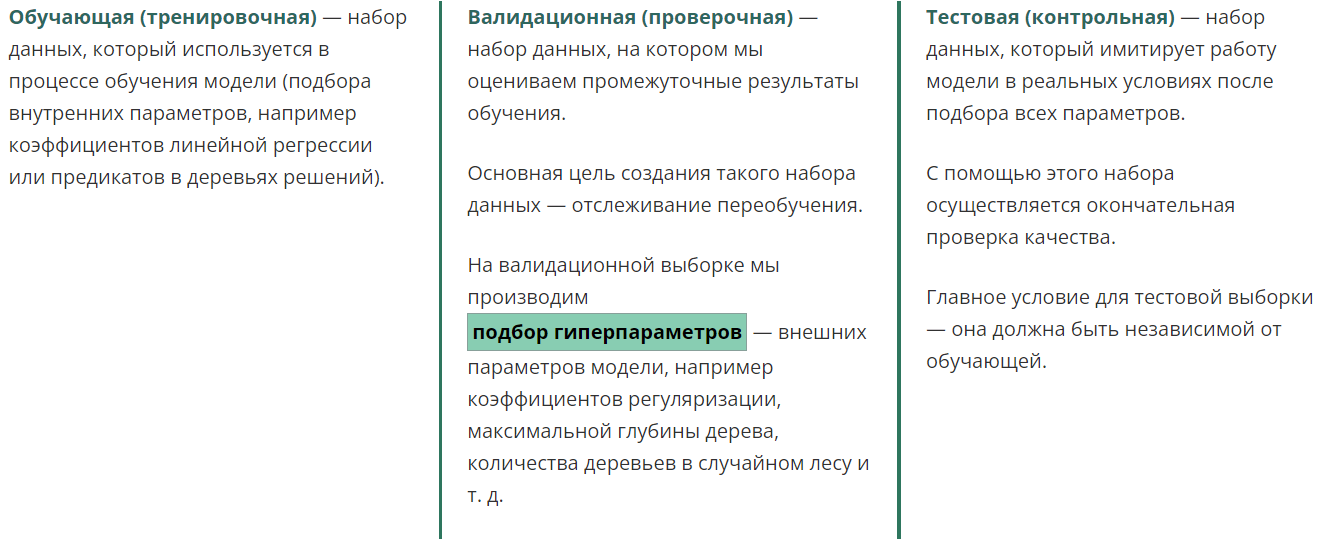 Обучающая (тренировочная) — набор
данных, который используется в
процессе обучения модели (подбора
внутренних параметров, например
коэффициентов линейной регрессии
или предикатов в деревьях решений).
Валидационная (проверочная) —
набор данных, на котором мы
оцениваем промежуточные результаты
обучения.
Основная цель создания такого набора
данных — отслеживание переобучения.
На валидационной выборке мы
производим
подбор гиперпараметров — внешних
параметров модели, например
коэффициентов регуляризации,
максимальной глубины дерева,
количества деревьев в случайном лесу и
т. д.
Тестовая (контрольная) — набор
данных, который имитирует работу
модели в реальных условиях после
подбора всех параметров.
С помощью этого набора
осуществляется окончательная
проверка качества.
Главное условие для тестовой выборки
— она должна быть независимой от
обучающей.